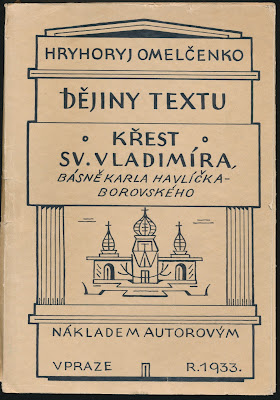 HRYHORYJ OMELČENKO
DĚJINY TEXTU
KŘEST
SV. VLADIMÍRA,
BÁSNĚ KARLA HAVLÍČKA-
BOROVSKÉHO
NÁKLADEM AUTOROVÝM
V PRAZE R. 1933.